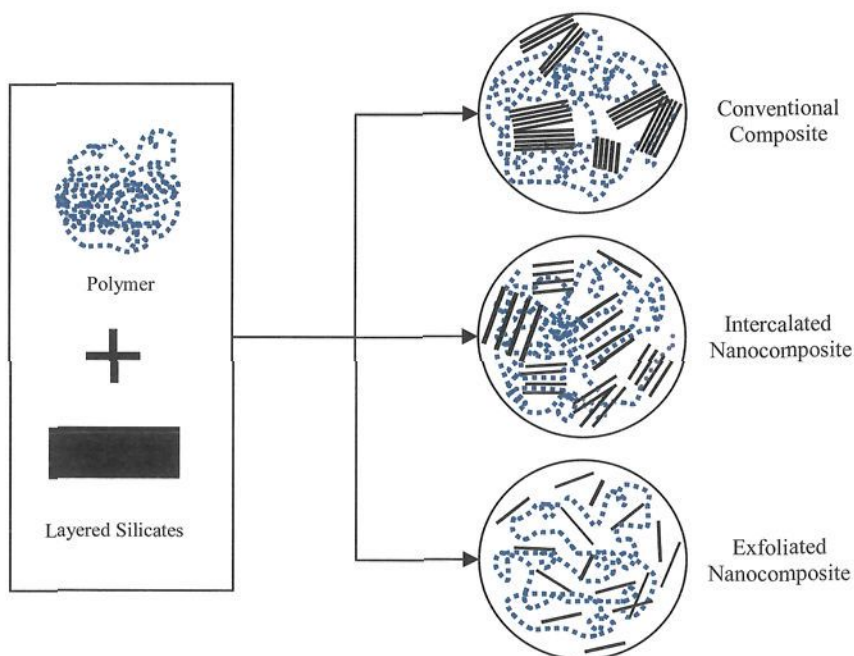 Polymer
Layered Silicates
Conventional
Composite
Intercalated
Nanocomposite
Exfoliated
Nanocomposite